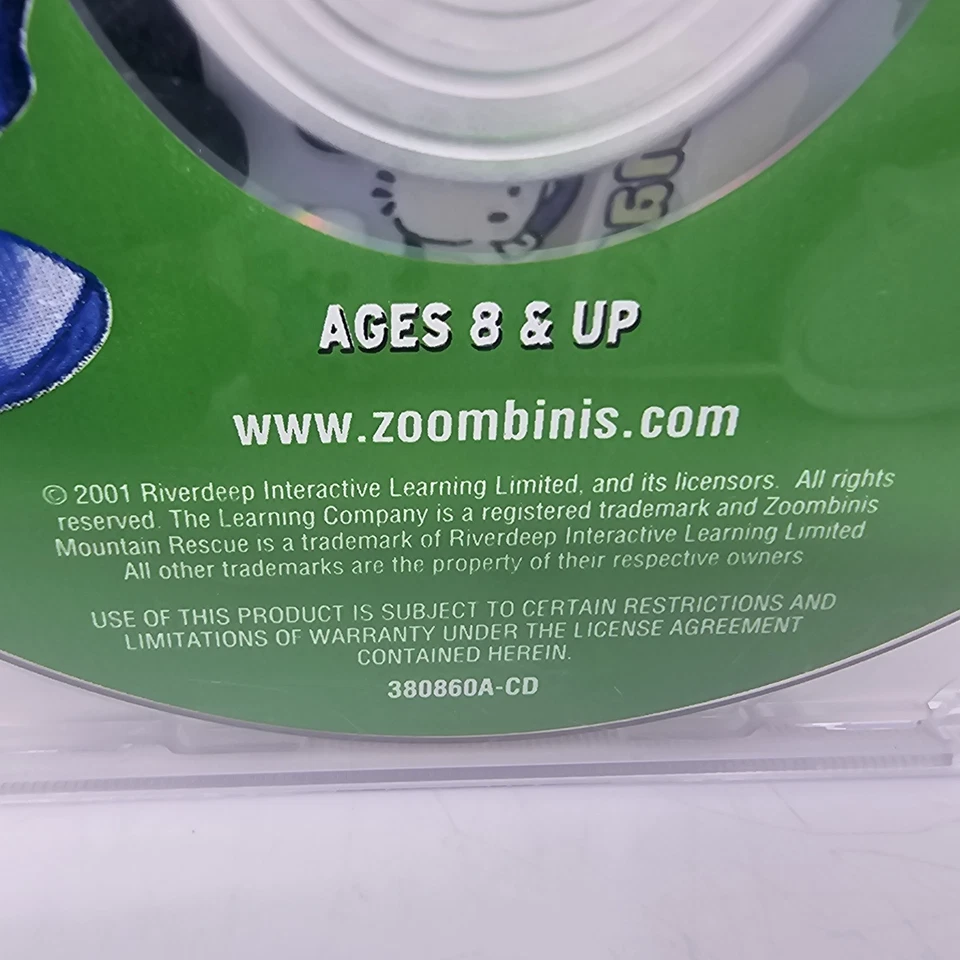 AGES 8 & UP
www.zoombinis.com
© 2001 Riverdeep Interactive Learning Limited, and its licensors. All rights
reserved. The Learning Company is a registered trademark and Zoombinis
Mountain Rescue is a trademark of Riverdeep Interactive Learning Limited.
All other trademarks are the property of their respective owners
USE OF THIS PRODUCT IS SUBJECT TO CERTAIN RESTRICTIONS AND
LIMITATIONS OF WARRANTY UNDER THE LICENSE AGREEMENT
CONTAINED HEREIN.
380860A-CD